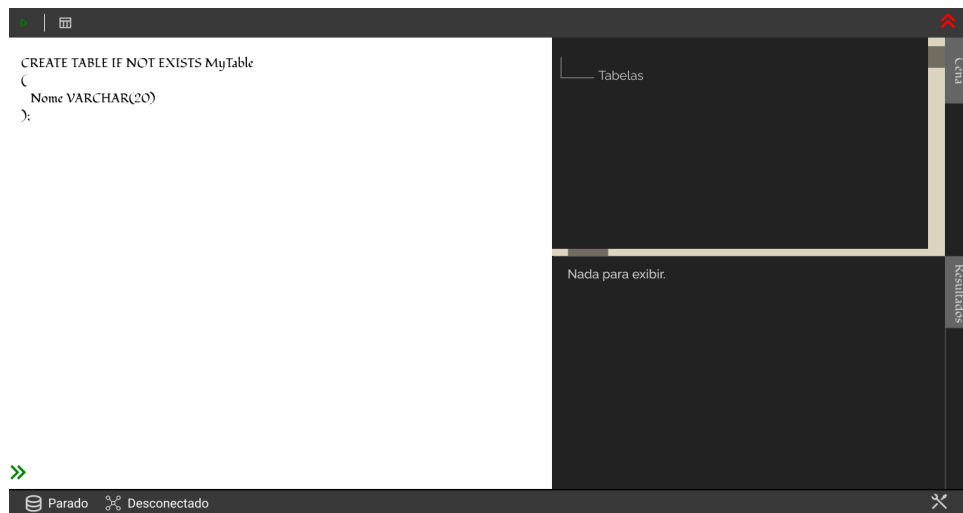 CREATE TABLE IF NOT EXISTS MyTable
(
Nome VARCHAR(20)
);
Tabelas
Cena
Nada para exibir.
Resultados
Parado
Desconectado